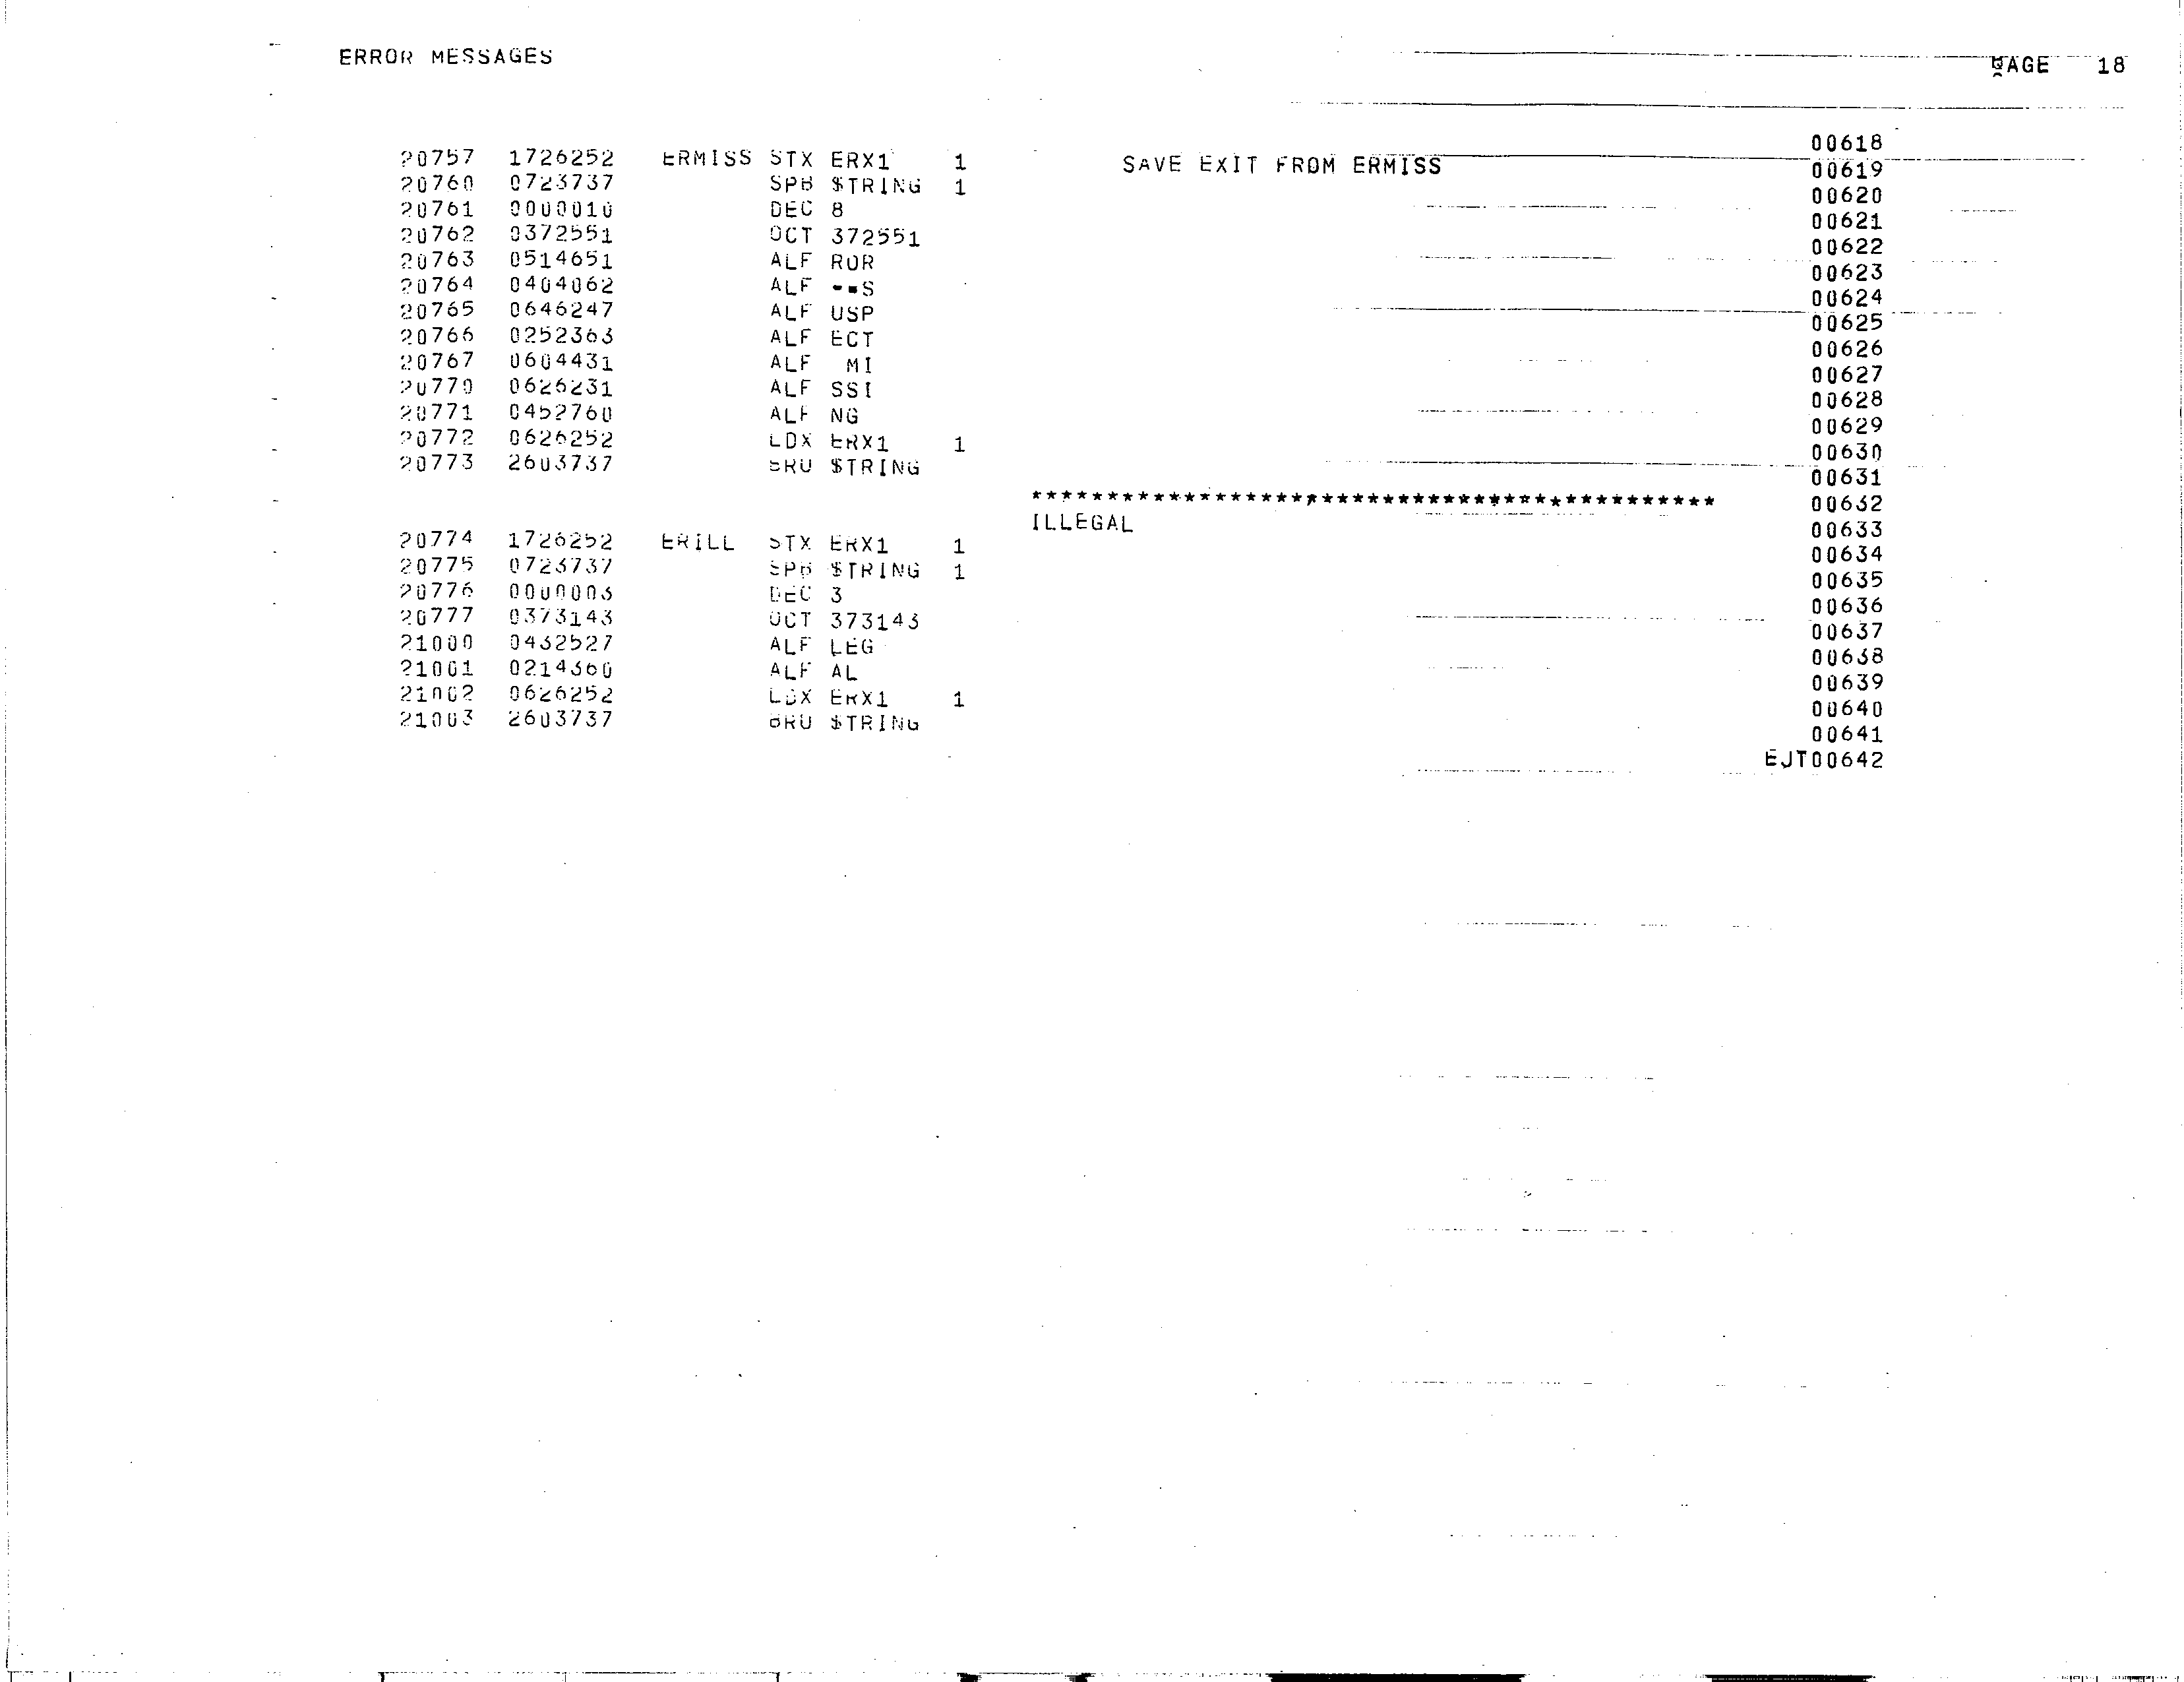 ERROR MESSAGES PAGE 18
00618
20757 1726252 ERMISS STX ERX1 1 SAVE EXIT FROM ERMISS 00619
20760 0723737 SPB $TRING 1 00620
20761 0000010 DEC 8 00621
20762 0372551 OCT 372551 00622
20763 0514651 ALF ROR 00623
20764 0404062 ALF --S 00624
20765 0646247 ALF USP 00625
20766 0252363 ALF ECT 00626
20767 0604431 ALF  MI 00627
20770 0626231 ALF SSI 00628
20771 0452760 ALF NG 00629
20772 0626252 LDX ERX1 1 00630
20773 2603737 BRU $TRING 00631
********************************************* 00632
ILLEGAL 00633
20774 1726252 ERILL STX ERX1 1 00634
20775 0723737 SPB $TRING 1 00635
20776 0000003 DEC 3 00636
20777 0373143 OCT 373143 00637
21000 0432527 ALF LEG 00638
21001 0214360 ALF AL 00639
21002 0626252 LDX ERX1 1 00640
21003 2603737 BRU $TRING 00641
EJT00642